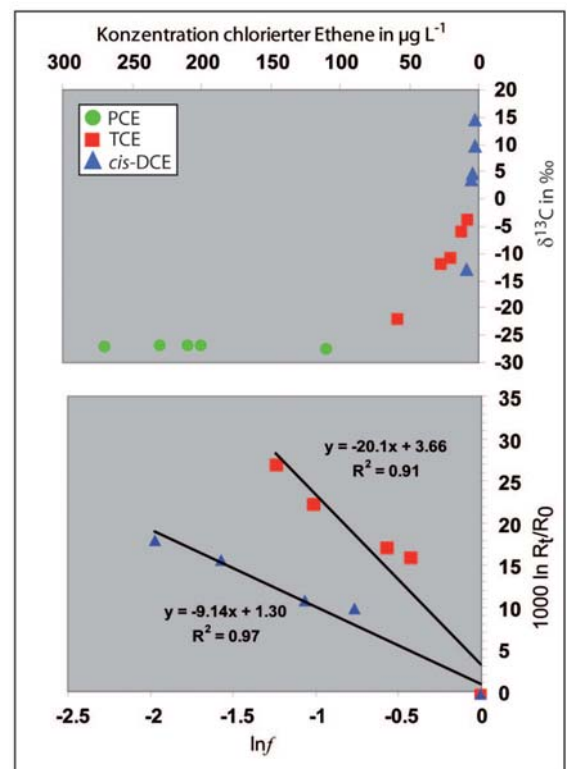 Konzentration chlorierter Ethene in µg L⁻¹
300 250 200 150 100 50 0
PCE
TCE
cis-DCE
20
15
10
5
0
-5
-10
-15
-20
-25
-30
δ¹³C in ‰
35
30
25
20
15
10
5
0
1000 ln Rt/R0
y = -20.1x + 3.66
R² = 0.91
y = -9.14x + 1.30
R² = 0.97
-2.5 -2 -1.5 -1 -0.5 0
lnf